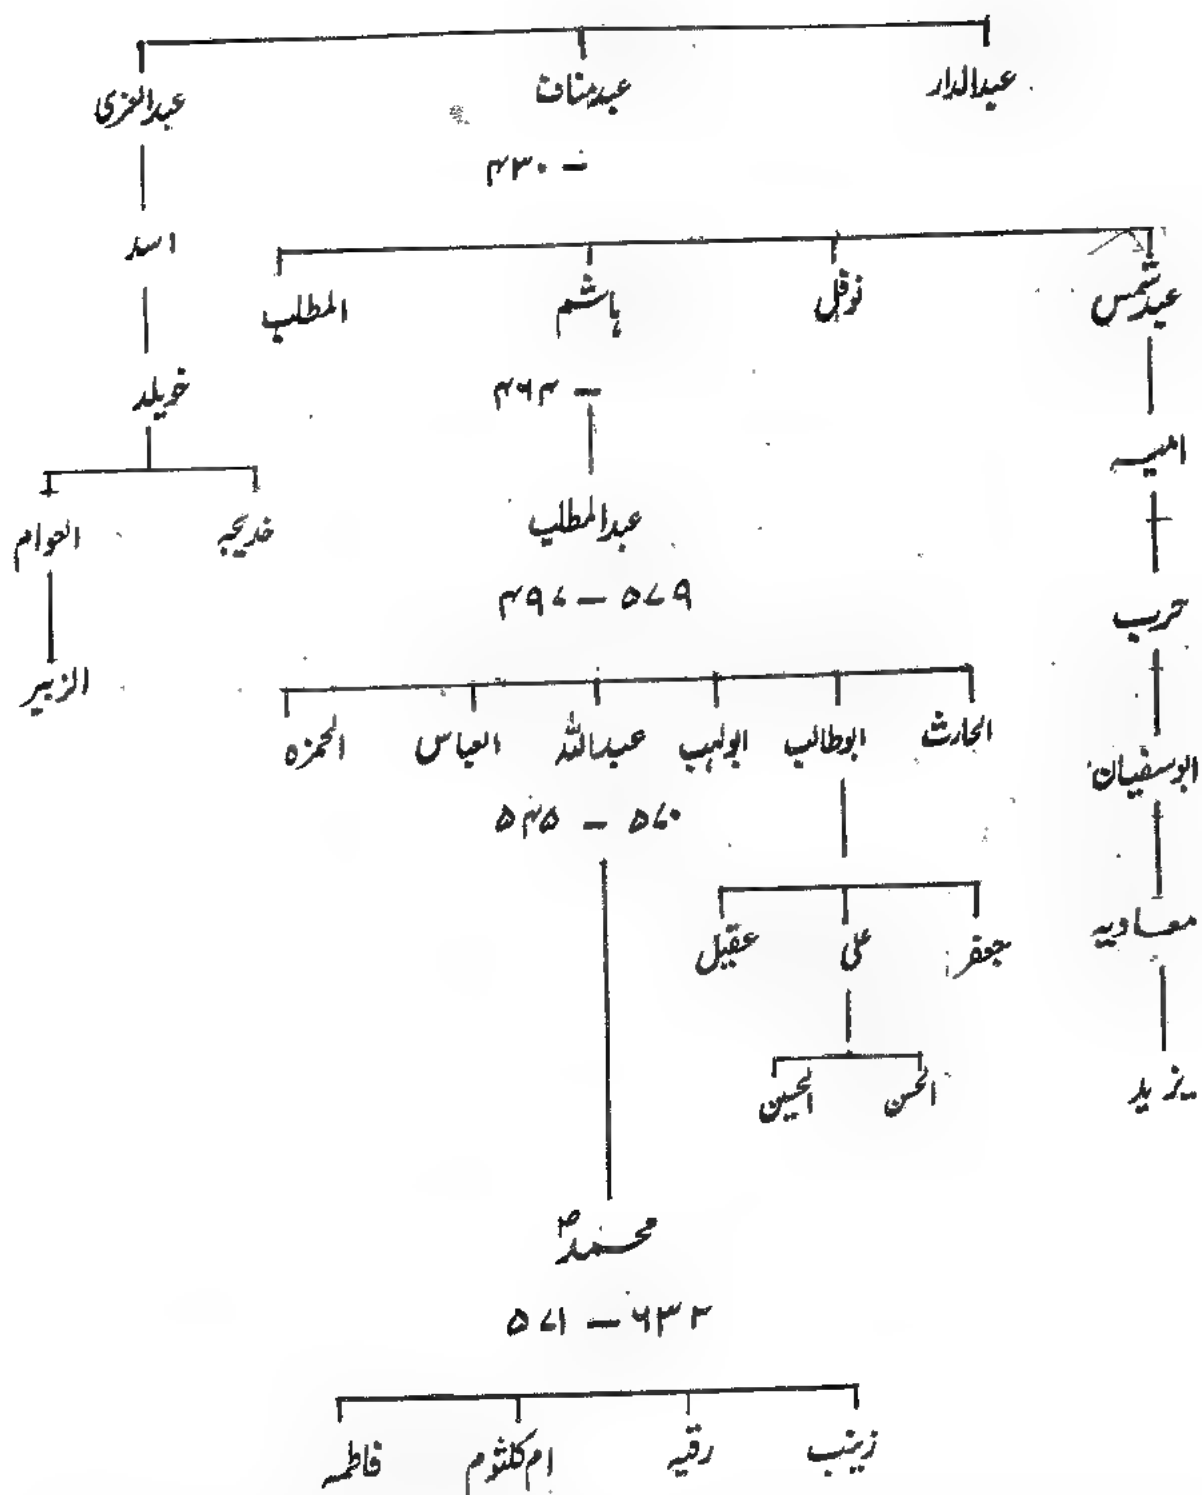 عبدالدار عبدمناف عبدالعزی
۴۳۰ –
اسد
عبدشمس نوفل ہاشم المطلب
۴۶۴ –
خویلد
امیہ
خدیجہ العوام
عبدالمطلب
۴۹۷ – ۵۷۹
حرب
الزبیر
الحارث ابوطالب ابولہب عبداللہ العباس الحمزہ
ابوسفیان
۵۴۵ – ۵۷۰
معاویہ
جعفر علی عقیل
یزید
الحسن الحسین
محمدؐ
۵۷۱ – ۶۳۲
زینب رقیہ ام کلثوم فاطمہ